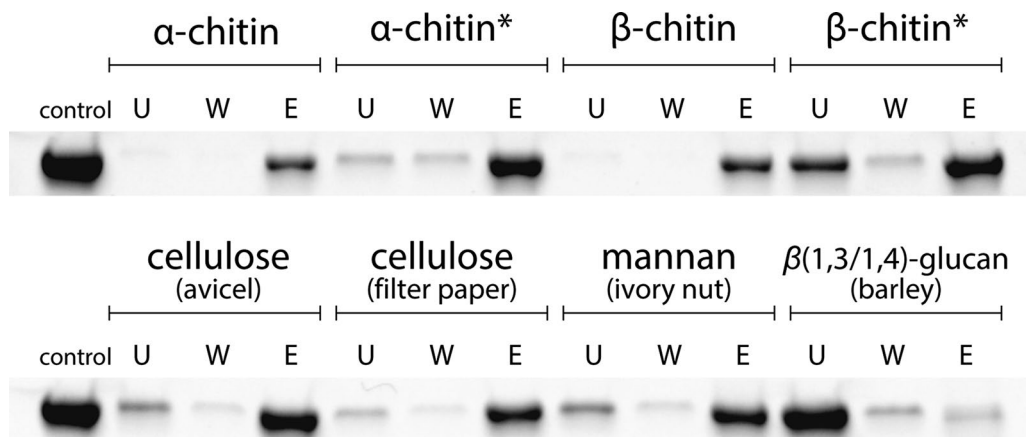 α-chitin α-chitin* β-chitin β-chitin*
control U W E U W E U W E U W E
cellulose cellulose mannan β(1,3/1,4)-glucan
(avicel) (filter paper) (ivory nut) (barley)
control U W E U W E U W E U W E